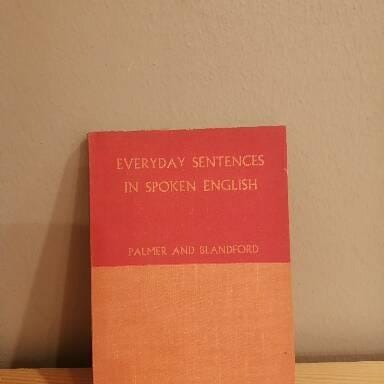 EVERYDAY SENTENCES
IN SPOKEN ENGLISH
PALMER AND BLANDFORD